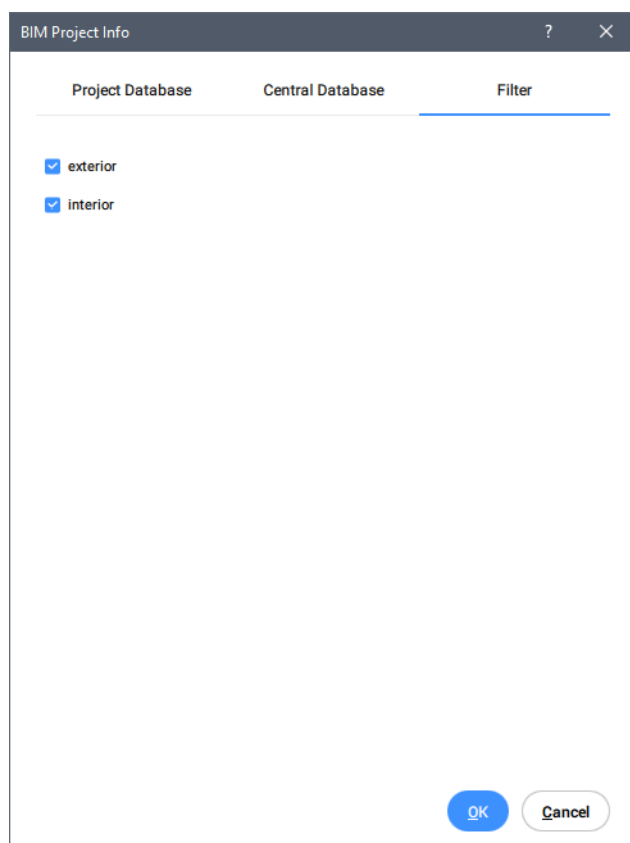 BIM Project Info ?
Project Database Central Database Filter
exterior
interior
OK Cancel